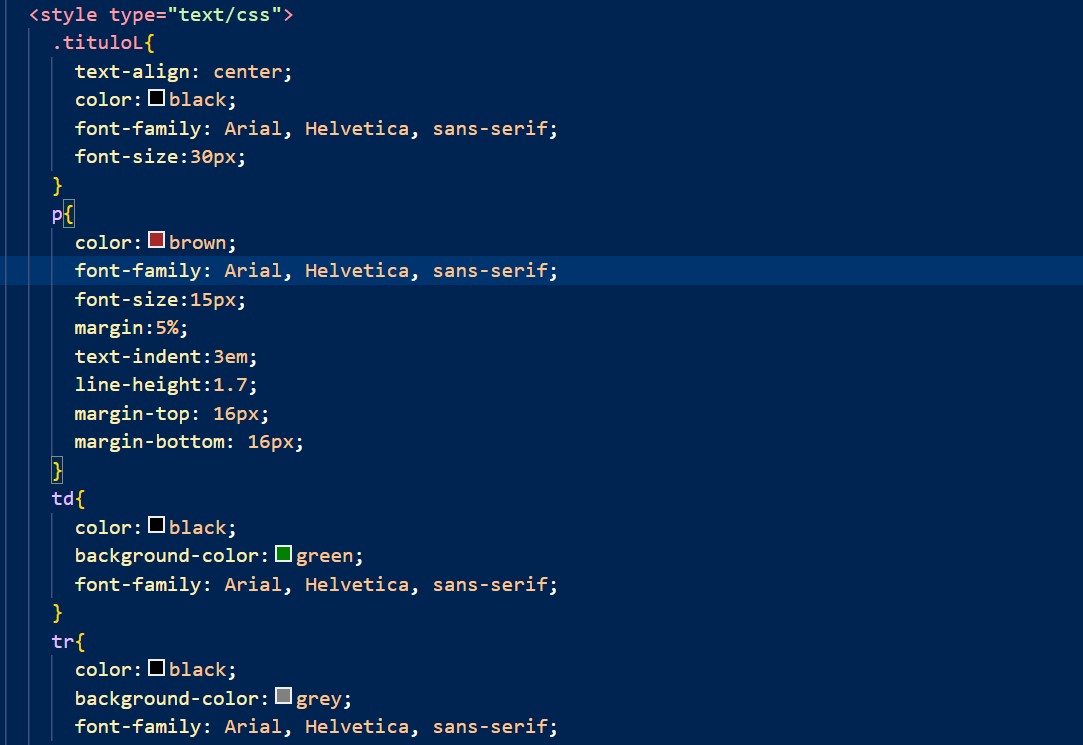 <style type="text/css">
.tituloL{
text-align: center;
color:black;
font-family: Arial, Helvetica, sans-serif;
font-size:30px;
}
p{
color:brown;
font-family: Arial, Helvetica, sans-serif;
font-size:15px;
margin:5%;
text-indent:3em;
line-height:1.7;
margin-top: 16px;
margin-bottom: 16px;
}
td{
color:black;
background-color:green;
font-family: Arial, Helvetica, sans-serif;
}
tr{
color:black;
background-color:grey;
font-family: Arial, Helvetica, sans-serif;